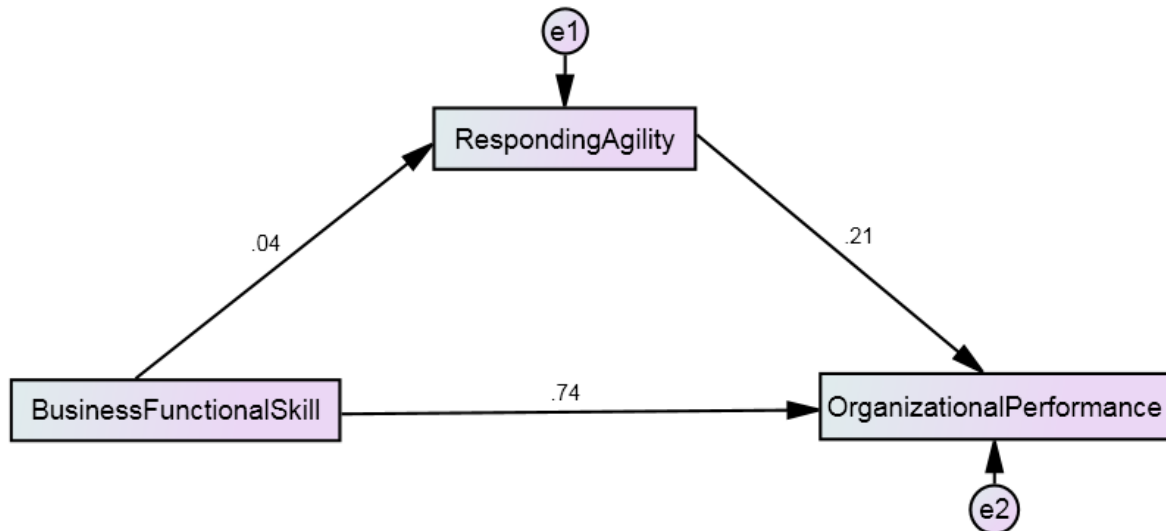 e1
RespondingAgility
.04
.21
BusinessFunctionalSkill
.74
OrganizationalPerformance
e2